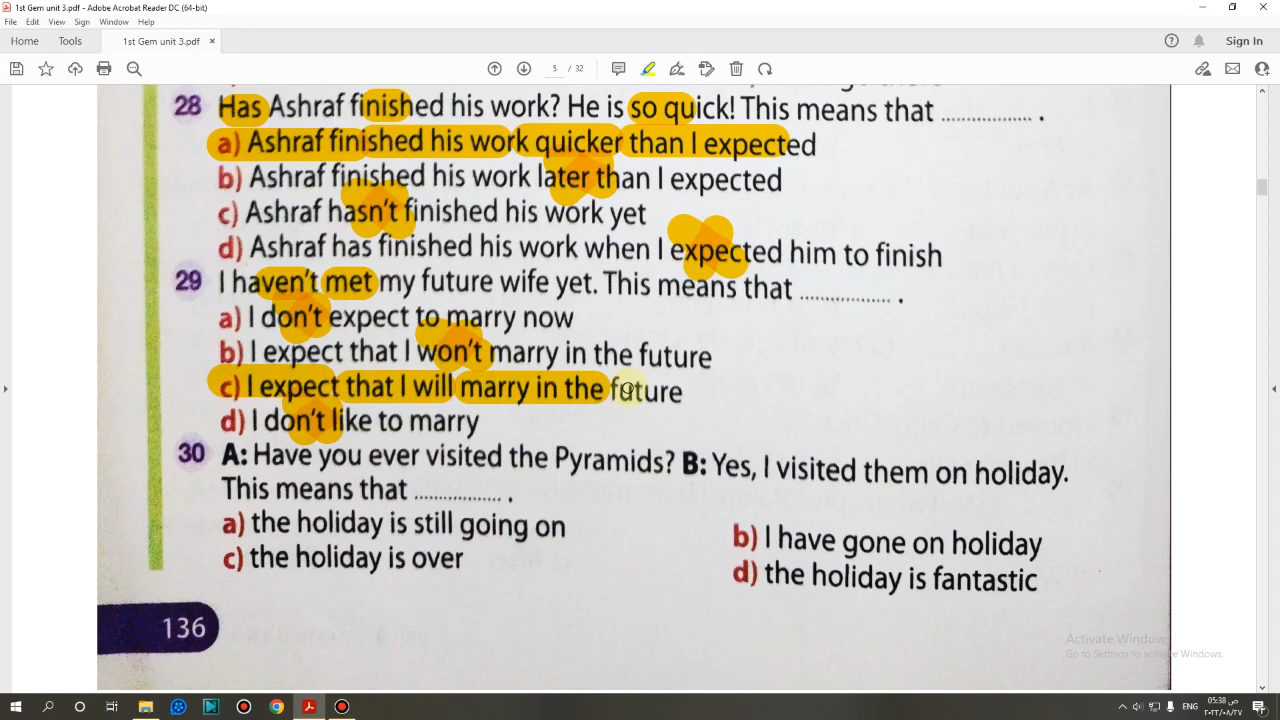 1st Gem unit 3.pdf - Adobe Acrobat Reader DC (64-bit)
File Edit View Sign Window Help
Home Tools 1st Gem unit 3.pdf × Sign In
5 / 32
28 Has Ashraf finished his work? He is so quick! This means that ................ .
a) Ashraf finished his work quicker than I expected
b) Ashraf finished his work later than I expected
c) Ashraf hasn't finished his work yet
d) Ashraf has finished his work when I expected him to finish
29 I haven't met my future wife yet. This means that ................ .
a) I don't expect to marry now
b) I expect that I won't marry in the future
c) I expect that I will marry in the future
d) I don't like to marry
30 A: Have you ever visited the Pyramids? B: Yes, I visited them on holiday.
This means that ................ .
a) the holiday is still going on
b) I have gone on holiday
c) the holiday is over
d) the holiday is fantastic
136
Activate Windows
Go to Settings to activate Windows.
ENG
05:38 ص
٢٠٢٢/٠٨/٢٧